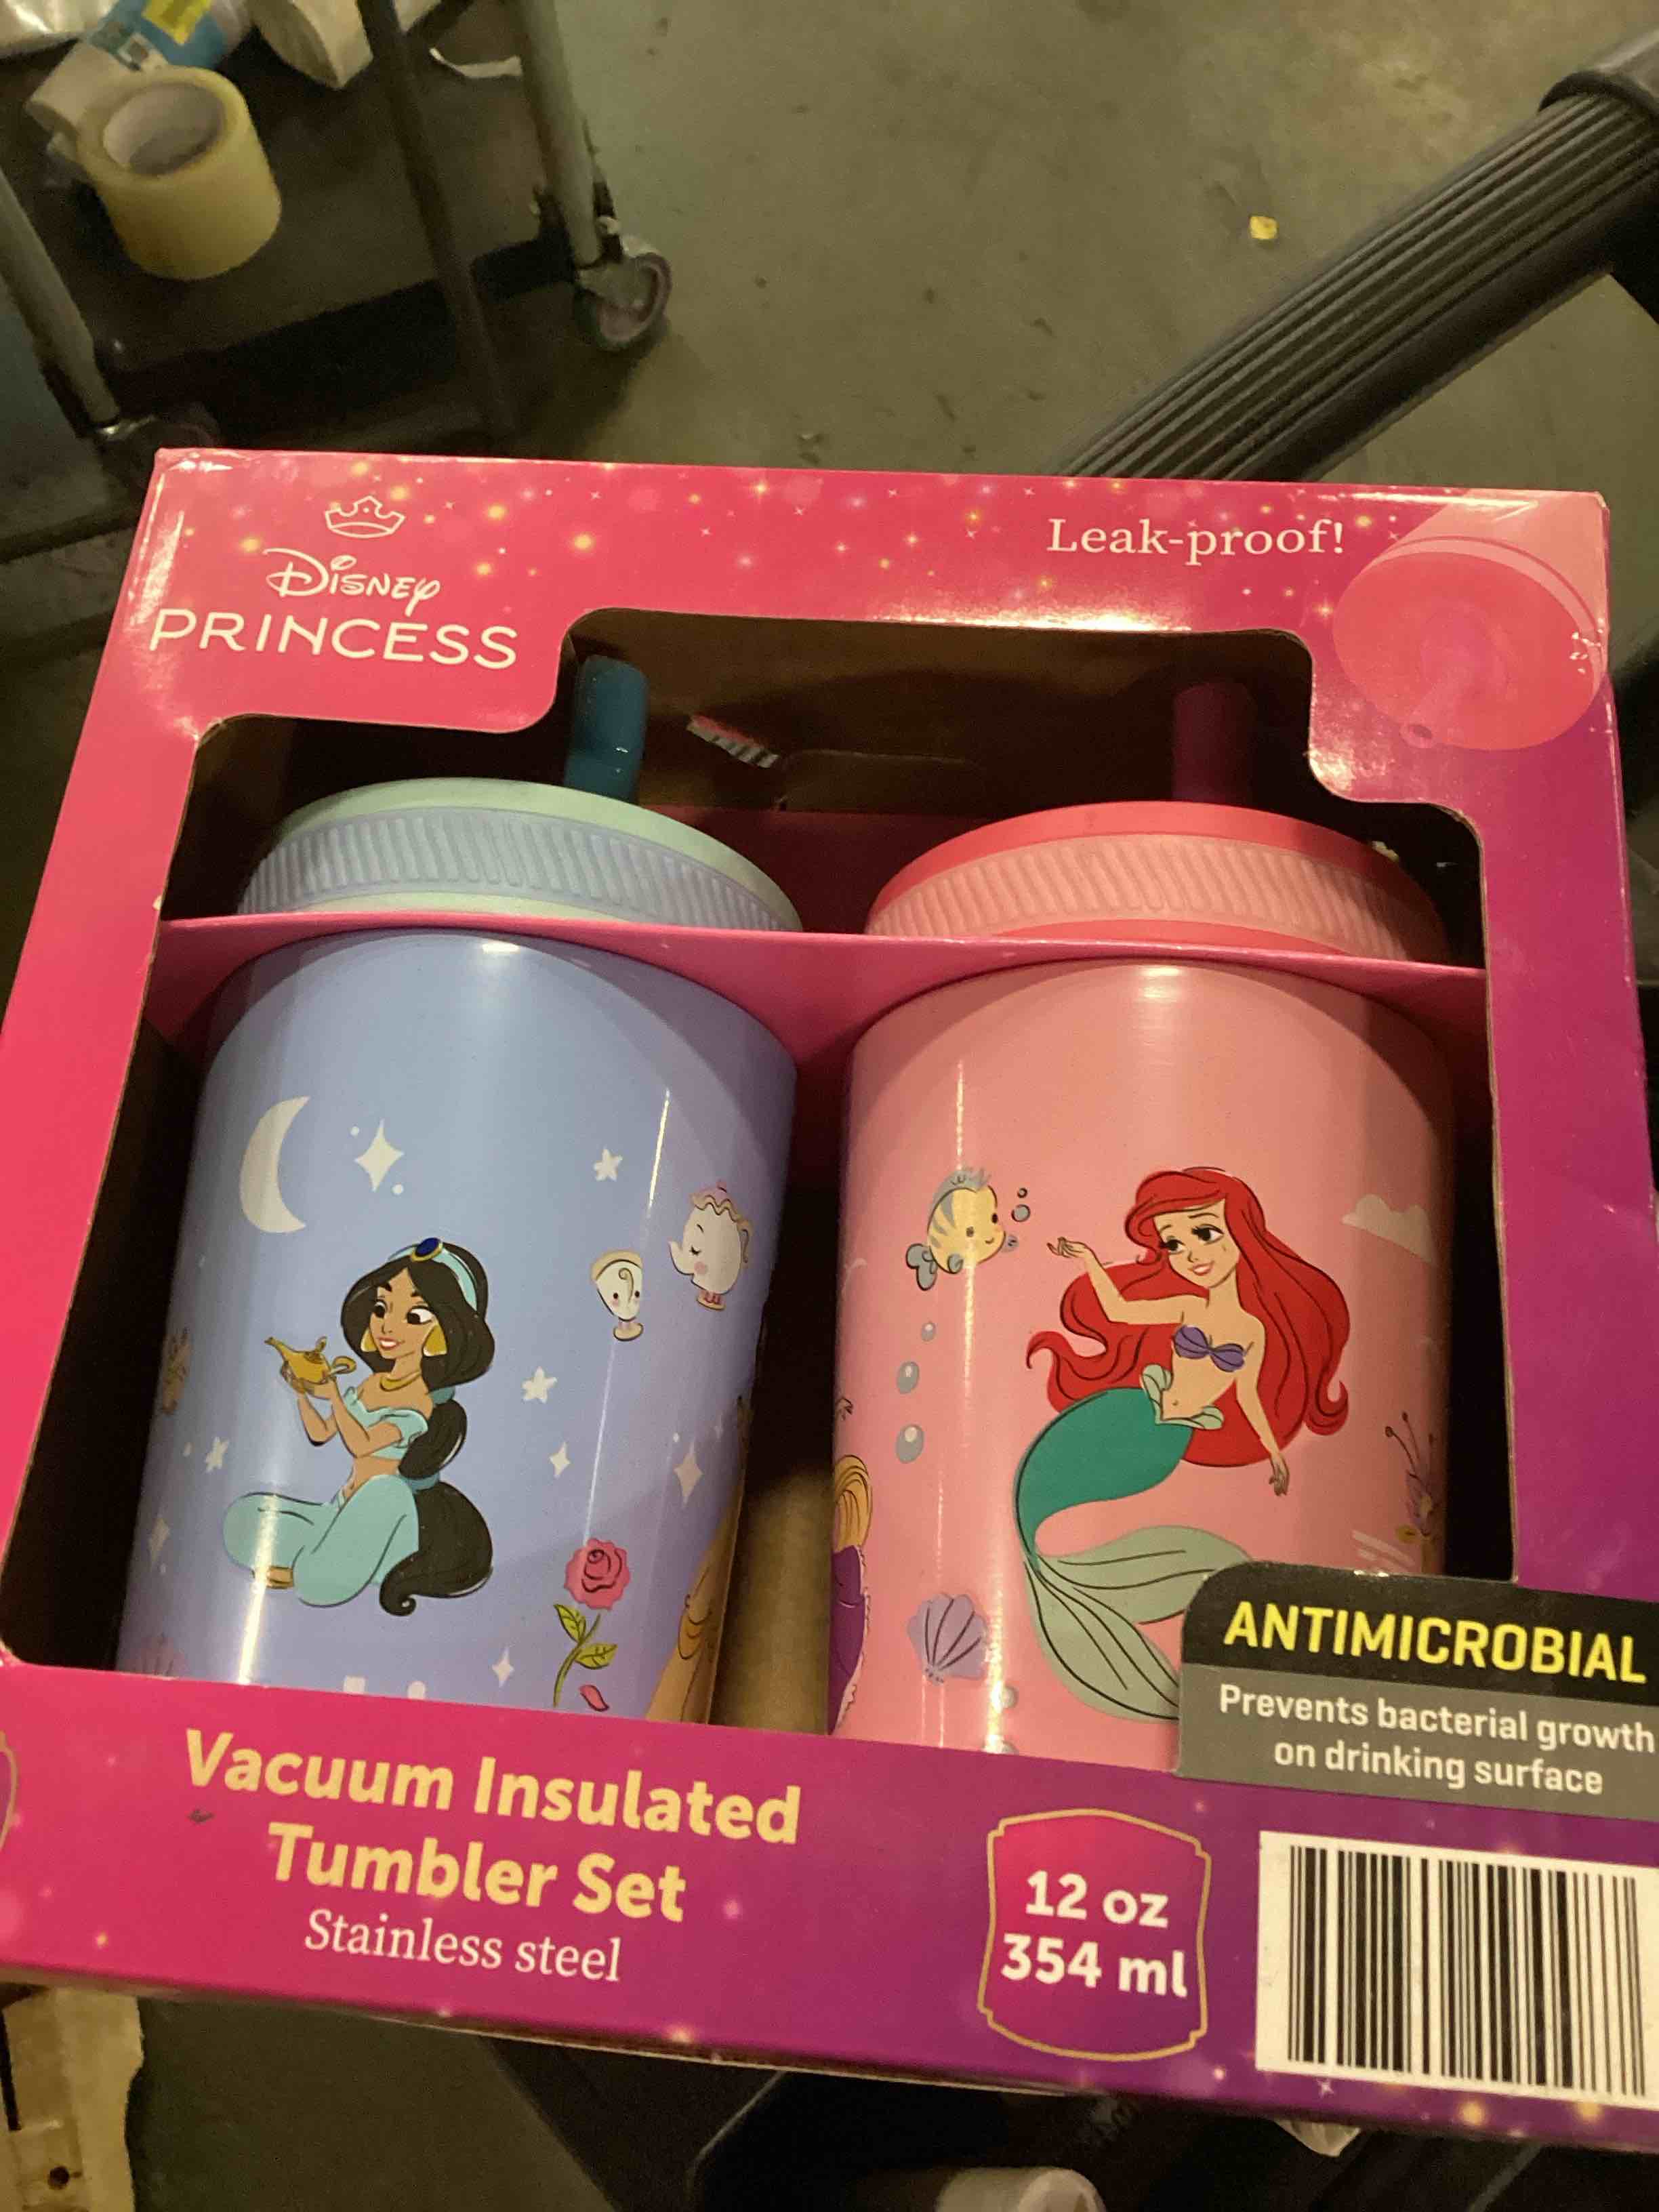 Disney
PRINCESS
Leak-proof!
ANTIMICROBIAL
Prevents bacterial growth
on drinking surface
Vacuum Insulated
Tumbler Set
Stainless steel
12 oz
354 ml